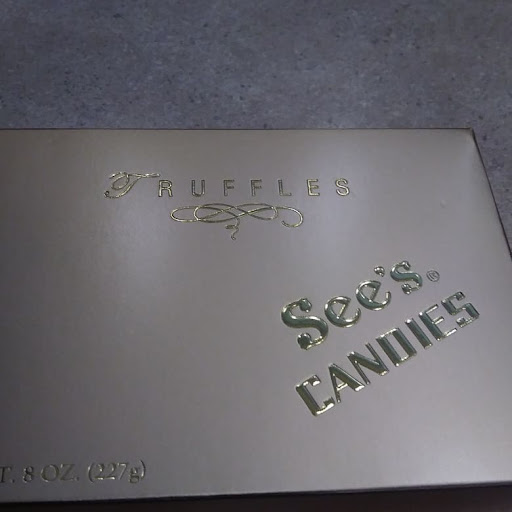 TRUFFLES
See's®
CANDIES
T. 8 OZ. (227g)